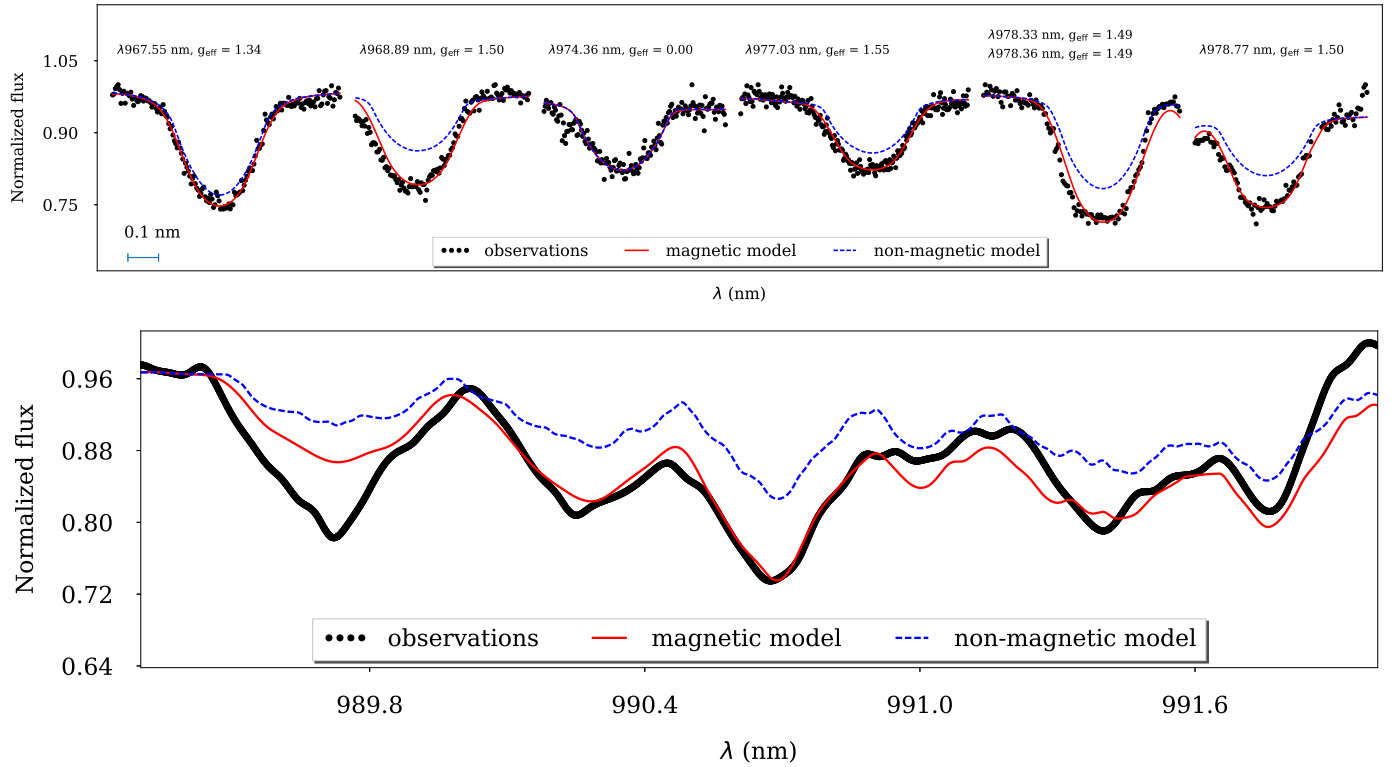 λ967.55 nm, g_eff = 1.34
λ968.89 nm, g_eff = 1.50
λ974.36 nm, g_eff = 0.00
λ977.03 nm, g_eff = 1.55
λ978.33 nm, g_eff = 1.49
λ978.36 nm, g_eff = 1.49
λ978.77 nm, g_eff = 1.50
Normalized flux
1.05
0.90
0.75
0.1 nm
observations
magnetic model
non-magnetic model
λ (nm)
Normalized flux
0.96
0.88
0.80
0.72
0.64
observations
magnetic model
non-magnetic model
989.8
990.4
991.0
991.6
λ (nm)